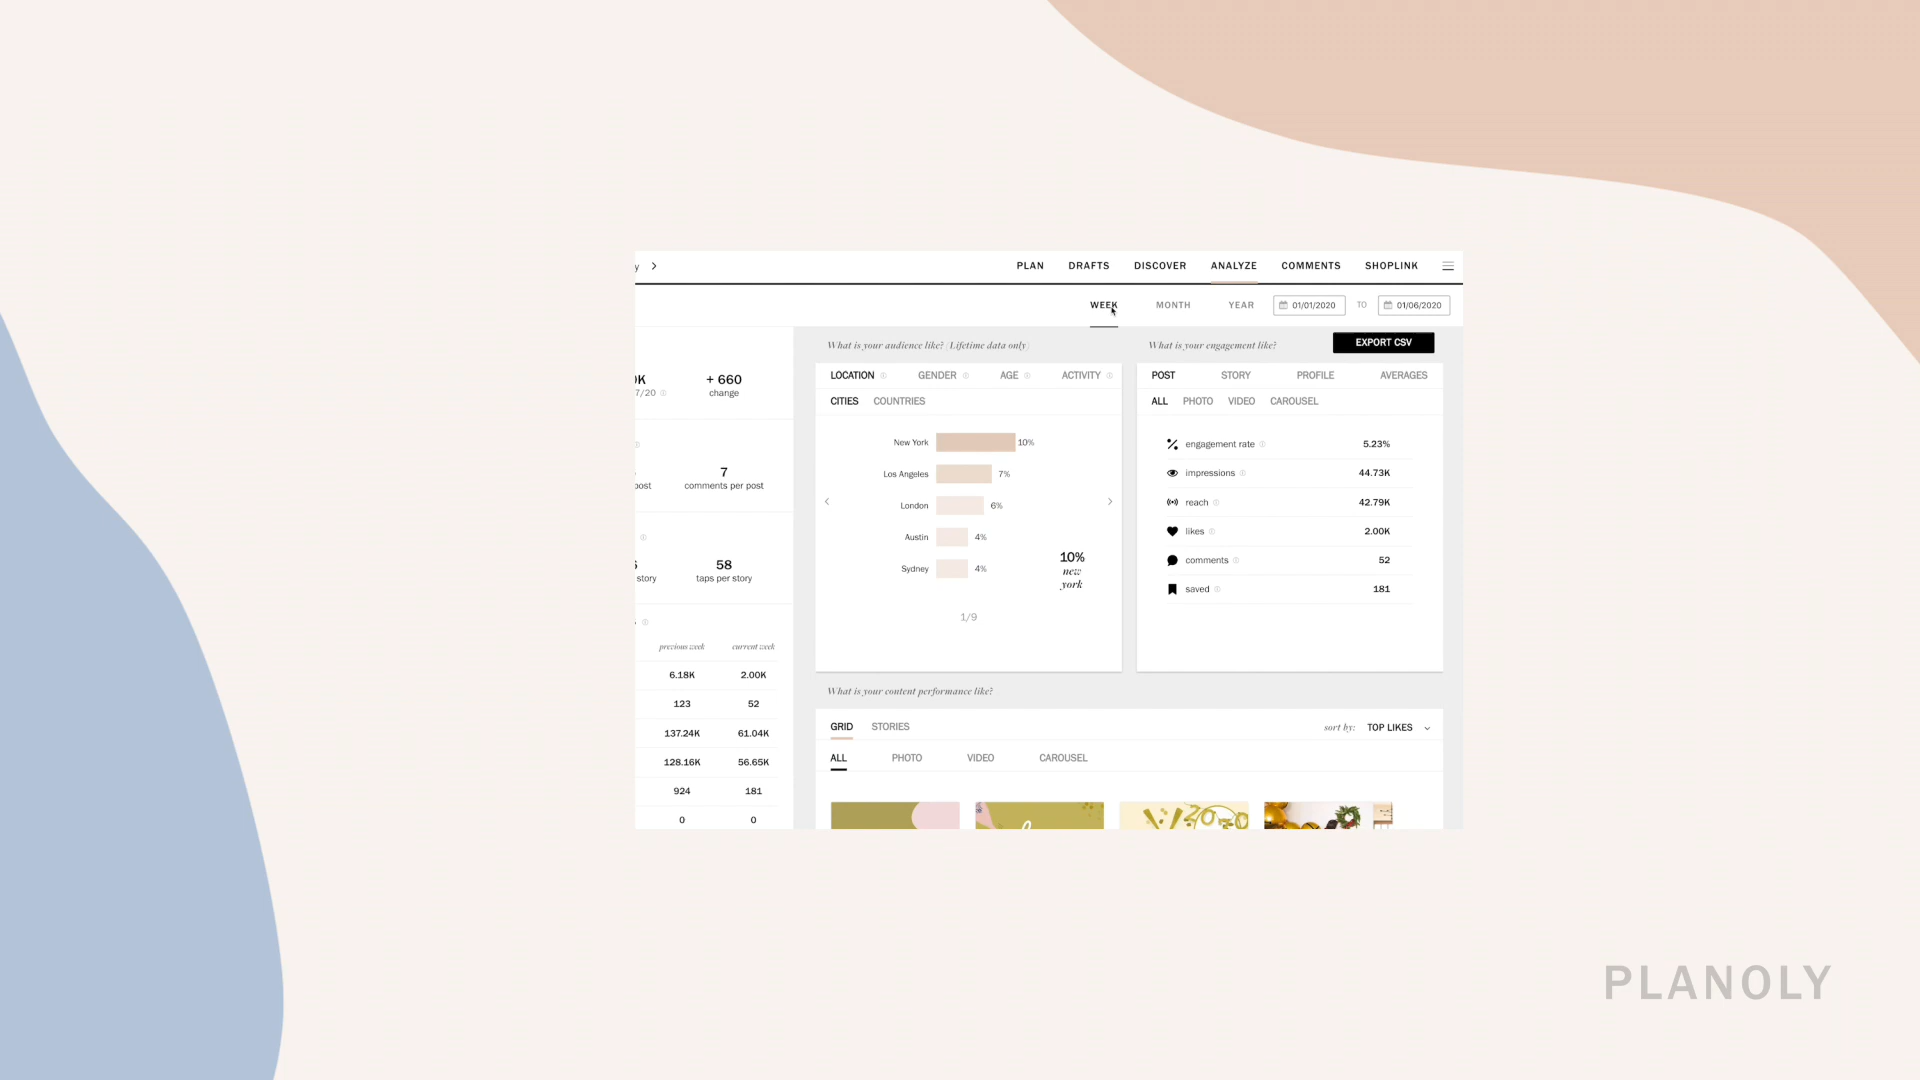 y
PLAN DRAFTS DISCOVER ANALYZE COMMENTS SHOPLINK
WEEK MONTH YEAR 01/01/2020 TO 01/06/2020
What is your audience like? (Lifetime data only)
What is your engagement like?
EXPORT CSV
+ 660
change
7/20
7
post comments per post
58
story taps per story
previous week current week
6.18K 2.00K
123 52
137.24K 61.04K
128.16K 56.65K
924 181
0 0
LOCATION GENDER AGE ACTIVITY
CITIES COUNTRIES
New York 10%
Los Angeles 7%
London 6%
Austin 4%
Sydney 4%
10%
new
york
1/9
POST STORY PROFILE AVERAGES
ALL PHOTO VIDEO CAROUSEL
engagement rate 5.23%
impressions 44.73K
reach 42.79K
likes 2.00K
comments 52
saved 181
What is your content performance like?
GRID STORIES
sort by: TOP LIKES
ALL PHOTO VIDEO CAROUSEL
2020
PLANOLY